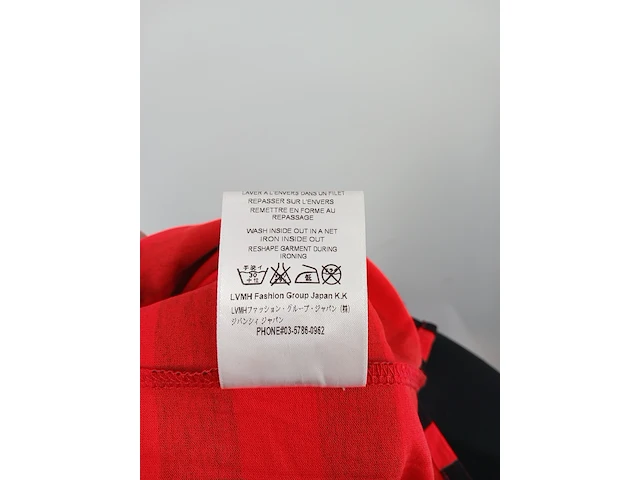 LAVER A L'ENVERS DANS UN FILET
REPASSER SUR L'ENVERS
REMETTRE EN FORME AU
REPASSAGE
WASH INSIDE OUT IN A NET
IRON INSIDE OUT
RESHAPE GARMENT DURING
IRONING
30
LVMH Fashion Group Japan K.K
LVMHファッション・グループ・ジャパン (株)
ジバンシィ ジャパン
PHONE#03-5786-0962